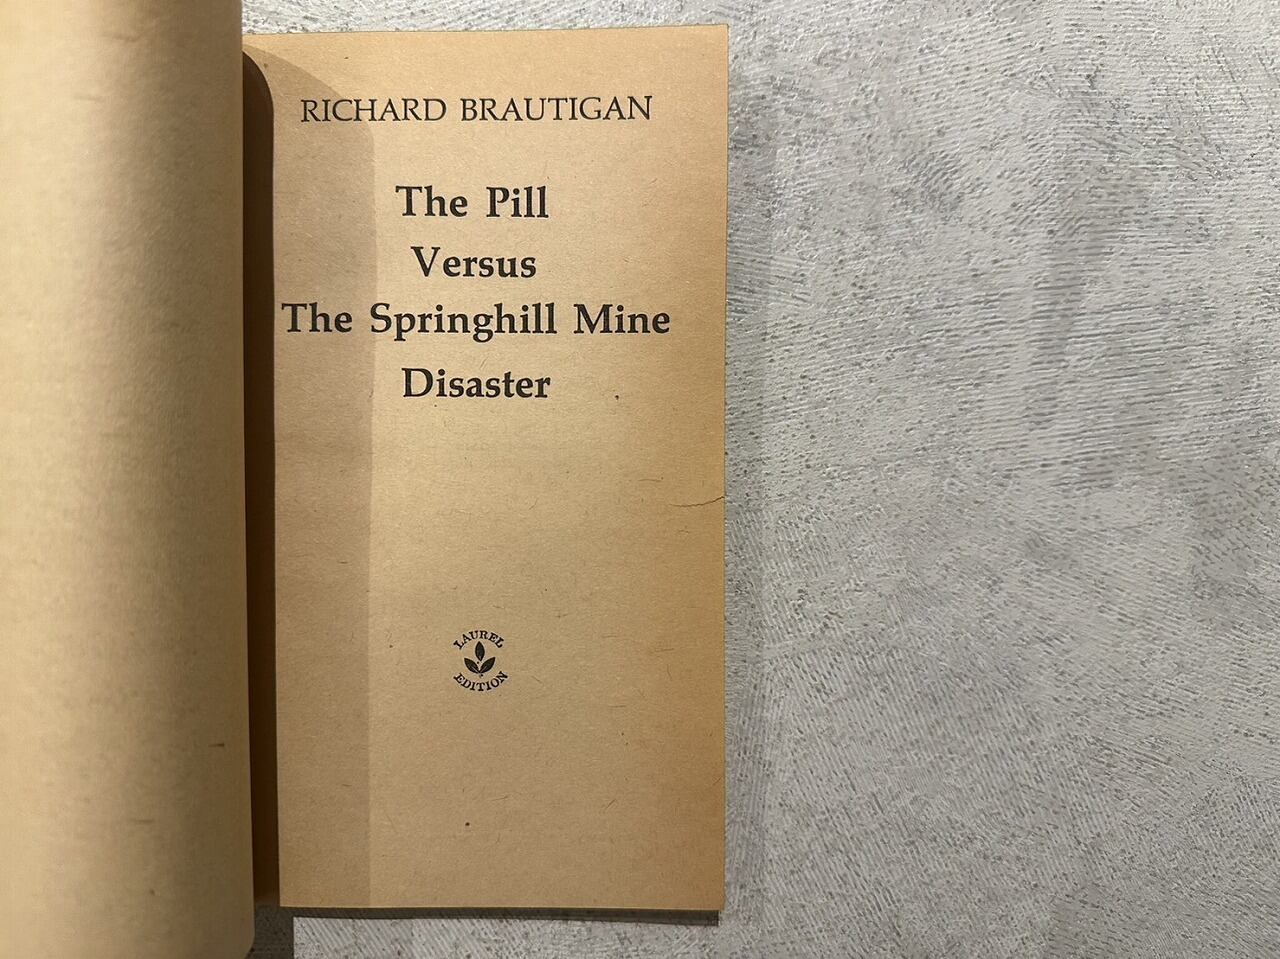 RICHARD BRAUTIGAN
The Pill
Versus
The Springhill Mine
Disaster
LAUREL
EDITION